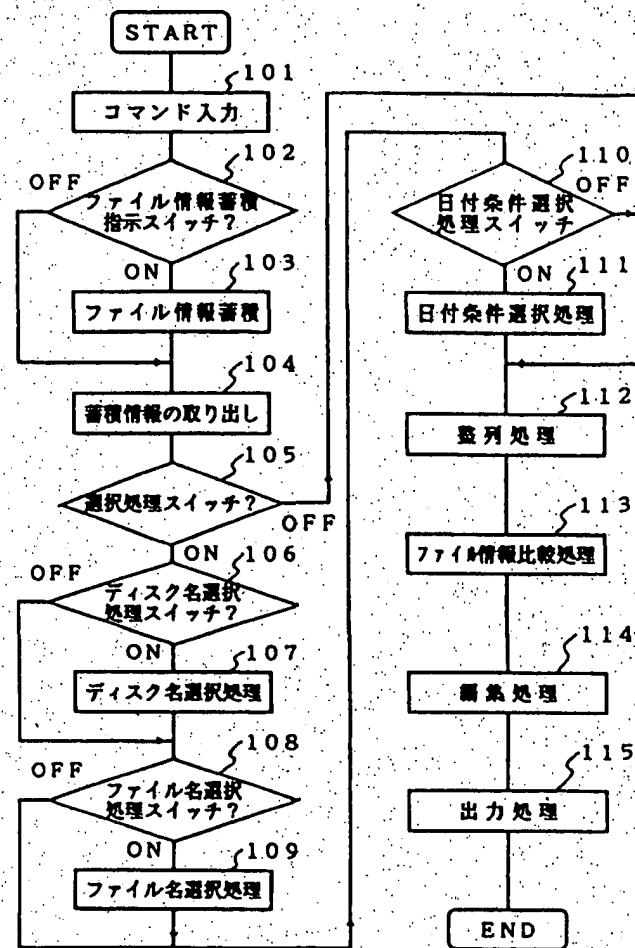 START
101
コマンド入力
102
OFF
ファイル情報蓄積
指示スイッチ?
ON
103
ファイル情報蓄積
104
蓄積情報の取り出し
105
選択処理スイッチ?
OFF
ON
106
OFF
ディスク名選択
処理スイッチ?
ON
107
ディスク名選択処理
108
OFF
ファイル名選択
処理スイッチ?
ON
109
ファイル名選択処理
110
日付条件選択
処理スイッチ
OFF
ON
111
日付条件選択処理
112
整列処理
113
ファイル情報比較処理
114
編集処理
115
出力処理
END